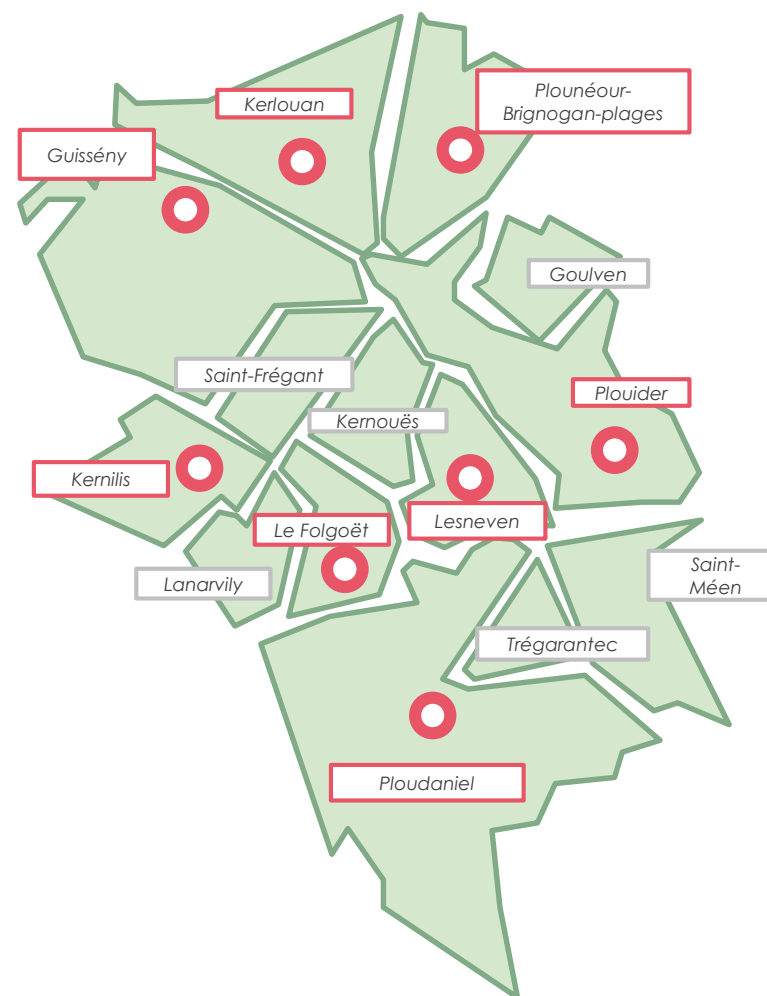 Kerlouan
Plounéour-
Brignogan-plages
Guissény
Goulven
Saint-Frégant
Plouider
Kernouës
Kernilis
Le Folgoët
Lesneven
Lanarvily
Saint-
Méen
Trégarantec
Ploudaniel